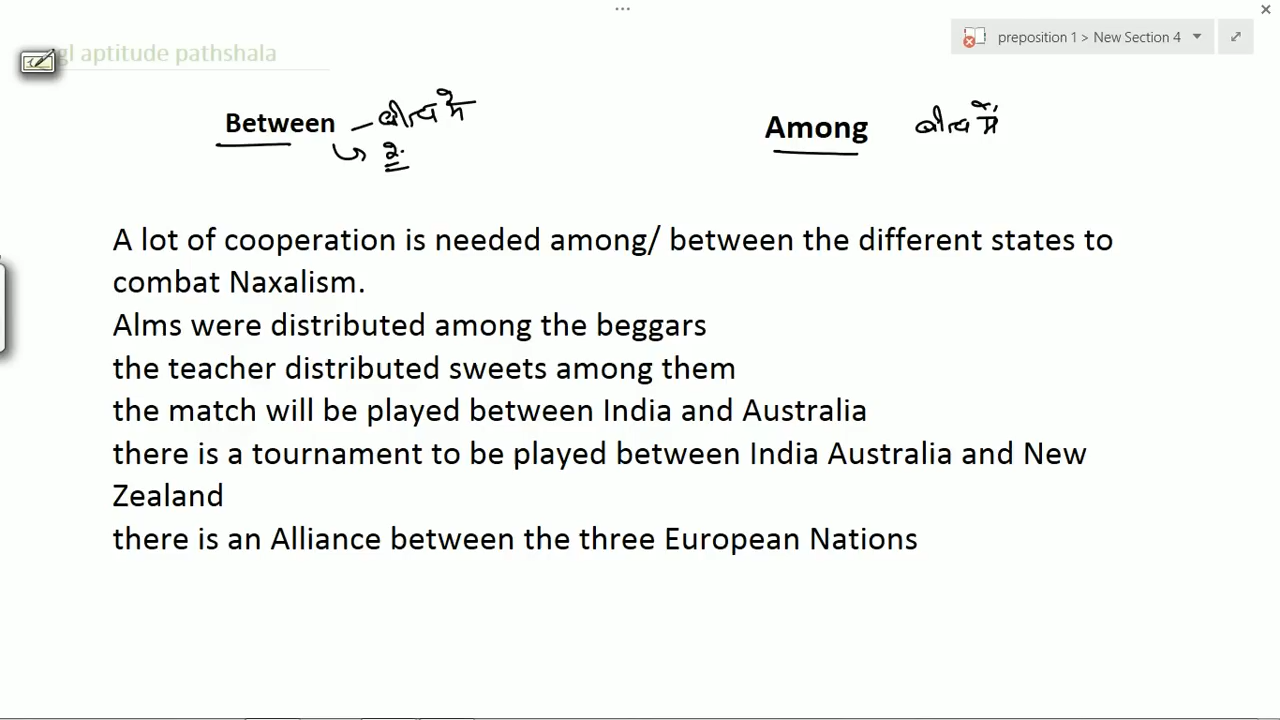 ...
preposition 1 > New Section 4
gl aptitude pathshala
Between – बीच में
२
Among बीच में
A lot of cooperation is needed among/ between the different states to
combat Naxalism.
Alms were distributed among the beggars
the teacher distributed sweets among them
the match will be played between India and Australia
there is a tournament to be played between India Australia and New
Zealand
there is an Alliance between the three European Nations